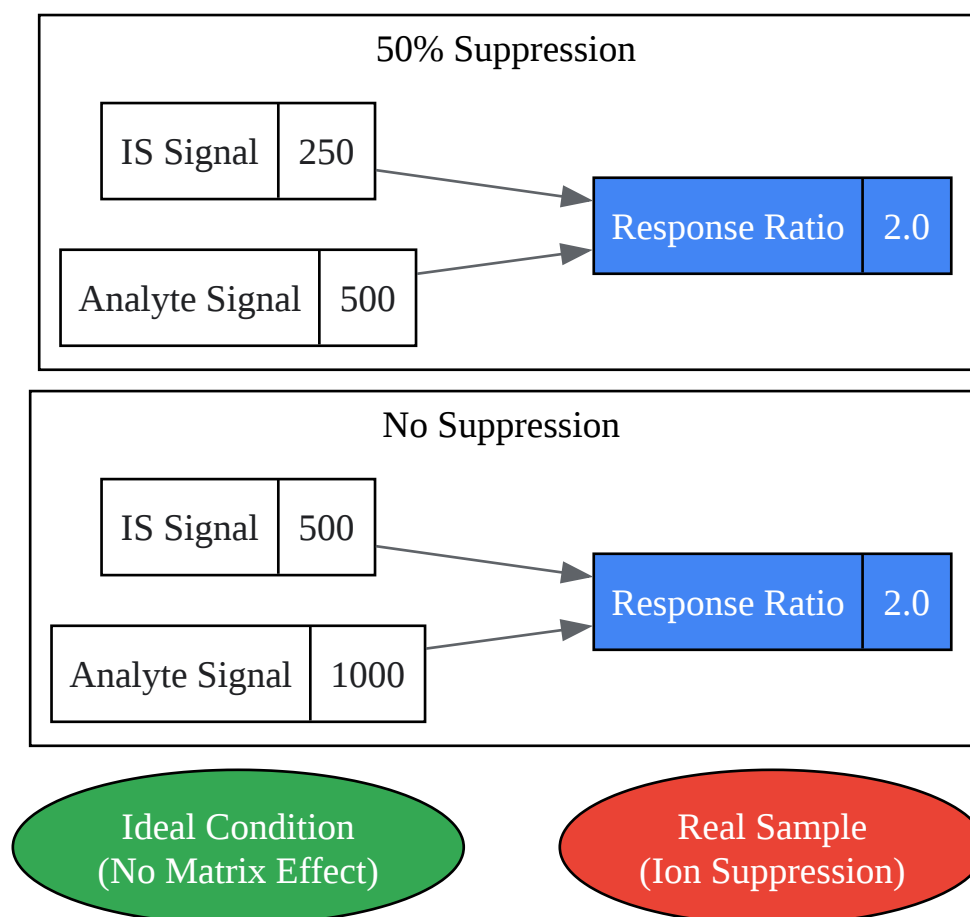 50% Suppression
IS Signal 250
Response Ratio 2.0
Analyte Signal 500
No Suppression
IS Signal 500
Response Ratio 2.0
Analyte Signal 1000
Ideal Condition
(No Matrix Effect)
Real Sample
(Ion Suppression)